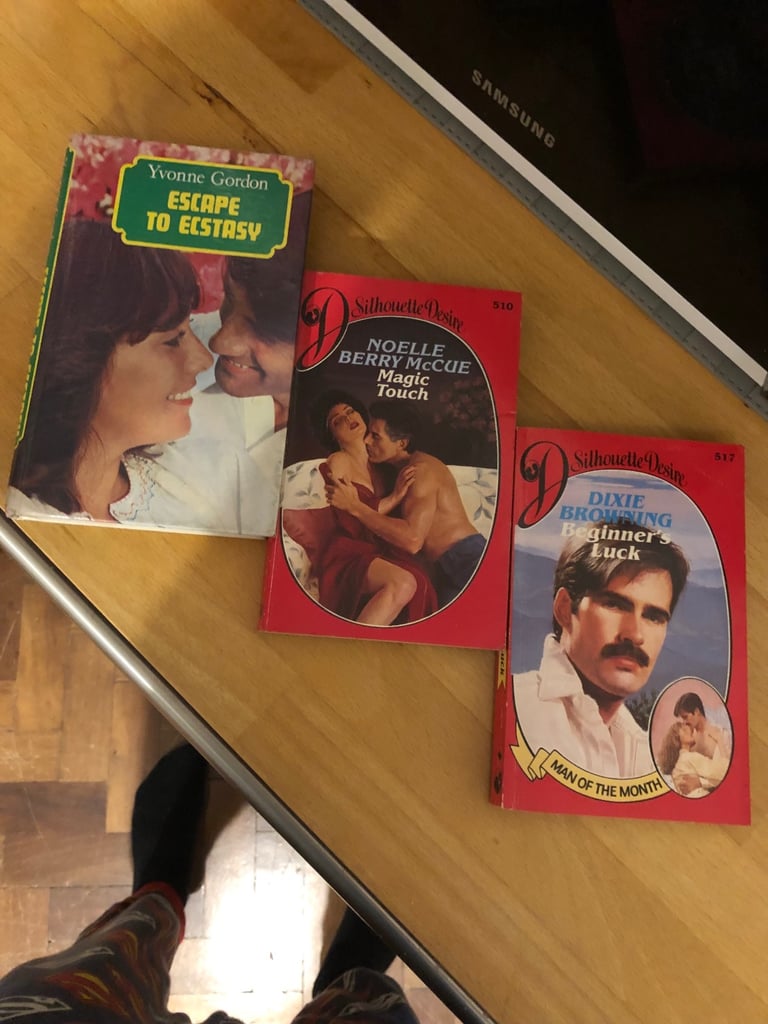 SAMSUNG
Yvonne Gordon
ESCAPE
TO ECSTASY
Silhouette Desire
510
NOELLE
BERRY McCUE
Magic
Touch
Silhouette Desire
517
DIXIE
BROWNING
Beginner's
Luck
MAN OF THE MONTH